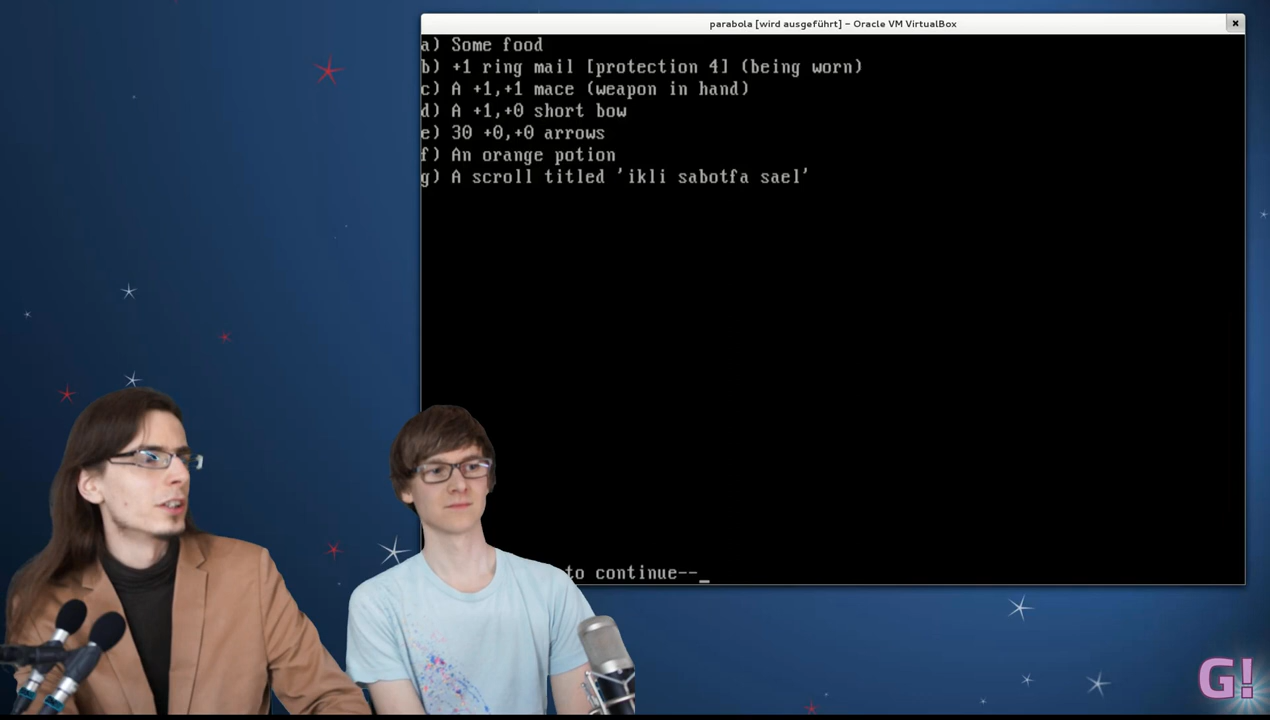 parabola [wird ausgeführt] – Oracle VM VirtualBox
a) Some food
b) +1 ring mail [protection 4] (being worn)
c) A +1,+1 mace (weapon in hand)
d) A +1,+0 short bow
e) 30 +0,+0 arrows
f) An orange potion
g) A scroll titled 'ikli sabotfa sael'
to continue--_
G!